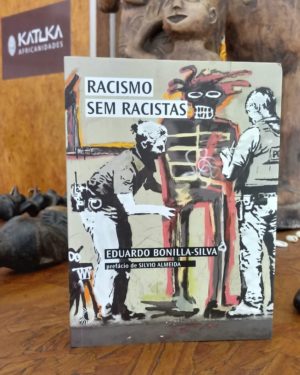 KATUKA
AFRICANIDADES
RACISMO
SEM RACISTAS
EDUARDO BONILLA-SILVA
prefácio de SILVIO ALMEIDA